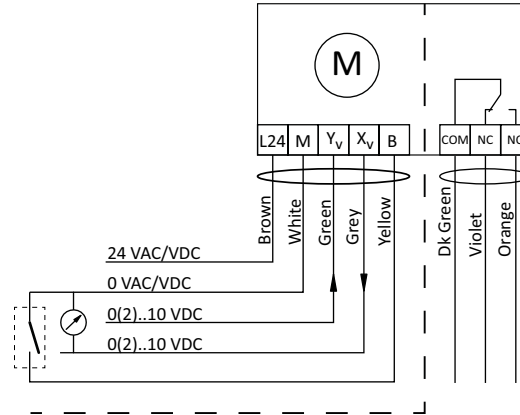 M
L24 M Yv Xv B COM NC NO
Brown
White
Green
Grey
Yellow
Dk Green
Violet
Orange
24 VAC/VDC
0 VAC/VDC
0(2)..10 VDC
0(2)..10 VDC